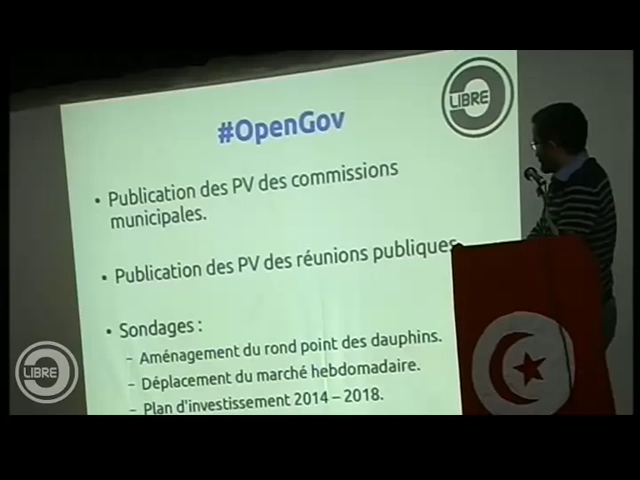 LIBRE
#OpenGov
• Publication des PV des commissions
municipales.
• Publication des PV des réunions publiques.
• Sondages :
– Aménagement du rond point des dauphins.
– Déplacement du marché hebdomadaire.
– Plan d'investissement 2014 – 2018.
LIBRE